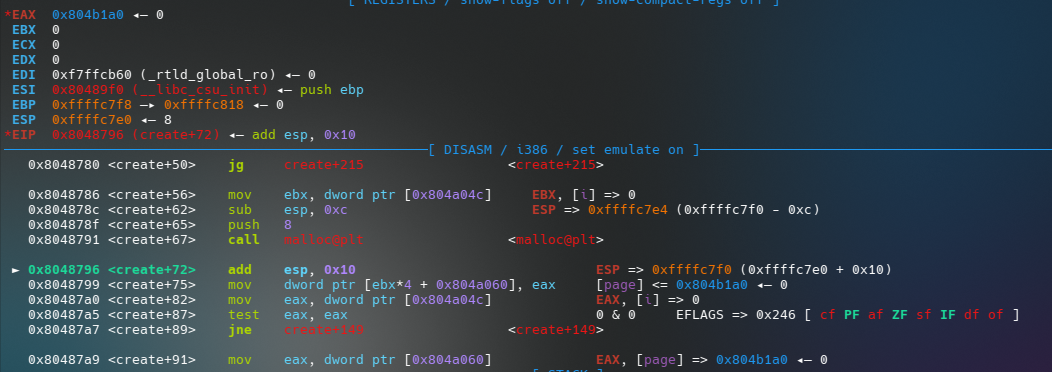 [ REGISTERS / show-flags off / show-compact-regs off ]
*EAX 0x804b1a0 ◂— 0
EBX 0
ECX 0
EDX 0
EDI 0xf7ffcb60 (_rtld_global_ro) ◂— 0
ESI 0x80489f0 (__libc_csu_init) ◂— push ebp
EBP 0xffffc7f8 —▸ 0xffffc818 ◂— 0
ESP 0xffffc7e0 ◂— 8
*EIP 0x8048796 (create+72) ◂— add esp, 0x10
[ DISASM / i386 / set emulate on ]
0x8048780 <create+50> jg create+215 <create+215>
0x8048786 <create+56> mov ebx, dword ptr [0x804a04c] EBX, [i] => 0
0x804878c <create+62> sub esp, 0xc ESP => 0xffffc7e4 (0xffffc7f0 - 0xc)
0x804878f <create+65> push 8
0x8048791 <create+67> call malloc@plt <malloc@plt>
► 0x8048796 <create+72> add esp, 0x10 ESP => 0xffffc7f0 (0xffffc7e0 + 0x10)
0x8048799 <create+75> mov dword ptr [ebx*4 + 0x804a060], eax [page] <= 0x804b1a0 ◂— 0
0x80487a0 <create+82> mov eax, dword ptr [0x804a04c] EAX, [i] => 0
0x80487a5 <create+87> test eax, eax 0 & 0 EFLAGS => 0x246 [ cf PF af ZF sf IF df of ]
0x80487a7 <create+89> jne create+149 <create+149>
0x80487a9 <create+91> mov eax, dword ptr [0x804a060] EAX, [page] => 0x804b1a0 ◂— 0
[ STACK ]